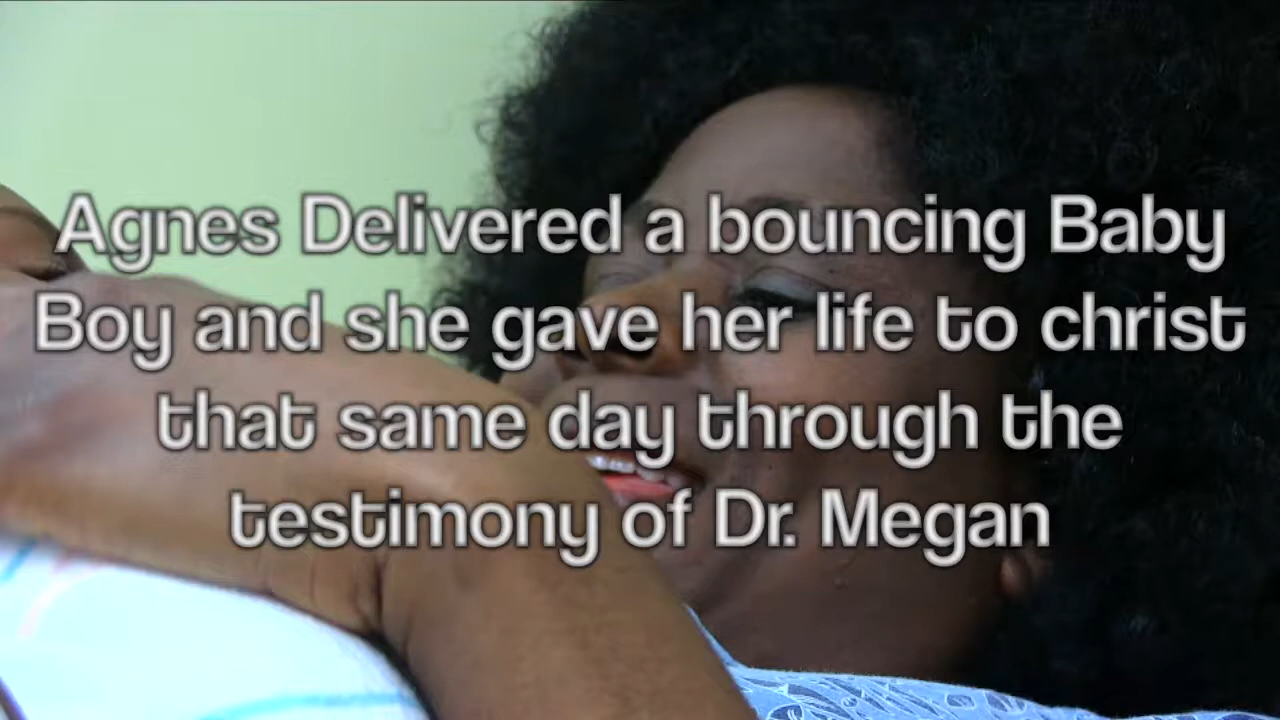 Agnes Delivered a bouncing Baby
Boy and she gave her life to christ
that same day through the
testimony of Dr. Megan